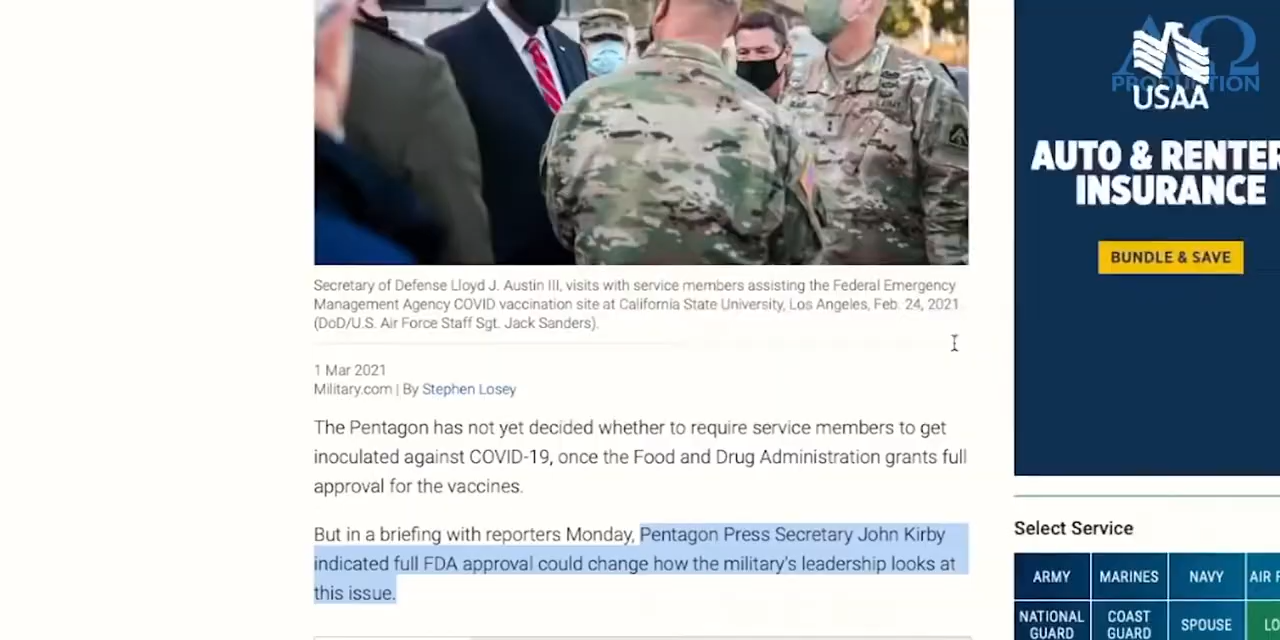 ΑΩ
PRODUCTION
USAA
AUTO & RENTER
INSURANCE
BUNDLE & SAVE
Secretary of Defense Lloyd J. Austin III, visits with service members assisting the Federal Emergency
Management Agency COVID vaccination site at California State University, Los Angeles, Feb. 24, 2021
(DoD/U.S. Air Force Staff Sgt. Jack Sanders).
1 Mar 2021
Military.com | By Stephen Losey
The Pentagon has not yet decided whether to require service members to get
inoculated against COVID-19, once the Food and Drug Administration grants full
approval for the vaccines.
But in a briefing with reporters Monday, Pentagon Press Secretary John Kirby
indicated full FDA approval could change how the military's leadership looks at
this issue.
Select Service
ARMY MARINES NAVY AIR F
NATIONAL GUARD COAST GUARD SPOUSE LO